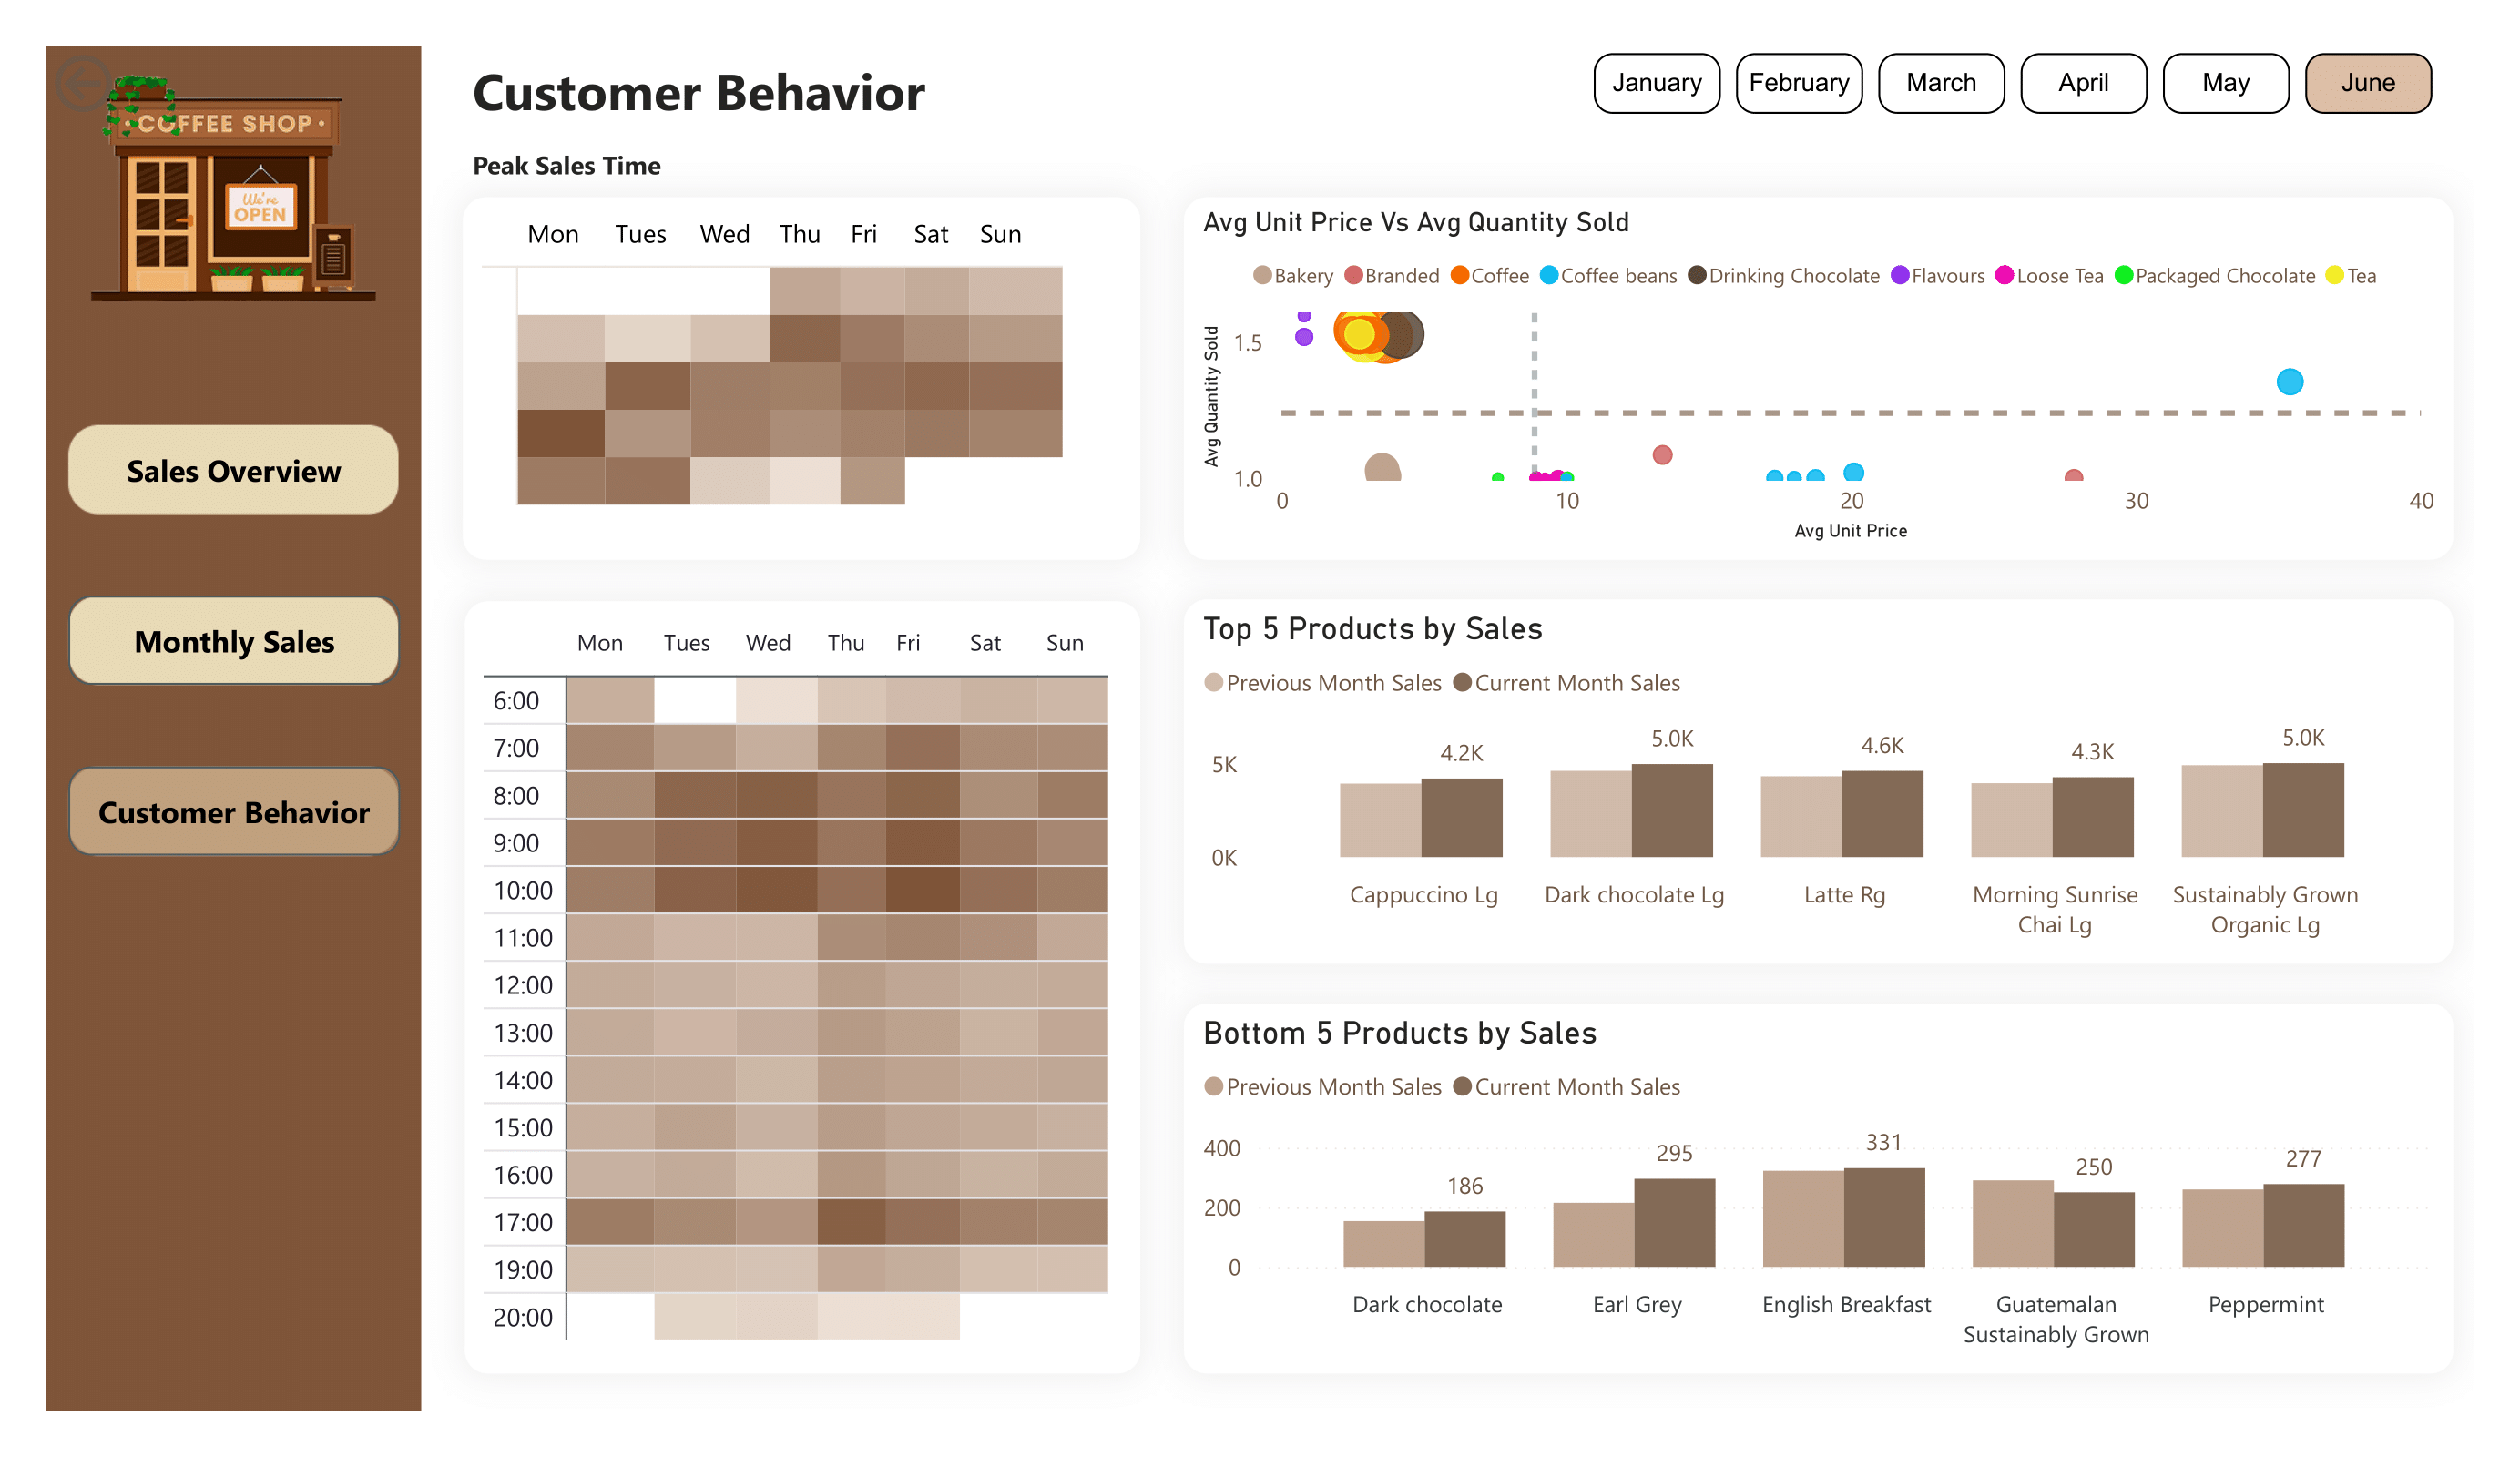 COFFEE SHOP
We're
OPEN
Sales Overview
Monthly Sales
Customer Behavior
Customer Behavior
January February March April May June
Peak Sales Time
Mon Tues Wed Thu Fri Sat Sun
Avg Unit Price Vs Avg Quantity Sold
Bakery Branded Coffee Coffee beans Drinking Chocolate Flavours Loose Tea Packaged Chocolate Tea
Avg Quantity Sold
1.5
1.0
0 10 20 30 40
Avg Unit Price
Mon Tues Wed Thu Fri Sat Sun
6:00
7:00
8:00
9:00
10:00
11:00
12:00
13:00
14:00
15:00
16:00
17:00
19:00
20:00
Top 5 Products by Sales
Previous Month Sales Current Month Sales
5K
0K
4.2K 5.0K 4.6K 4.3K 5.0K
Cappuccino Lg Dark chocolate Lg Latte Rg Morning Sunrise Sustainably Grown
Chai Lg Organic Lg
Bottom 5 Products by Sales
Previous Month Sales Current Month Sales
400
200
0
186 295 331 250 277
Dark chocolate Earl Grey English Breakfast Guatemalan Peppermint
Sustainably Grown